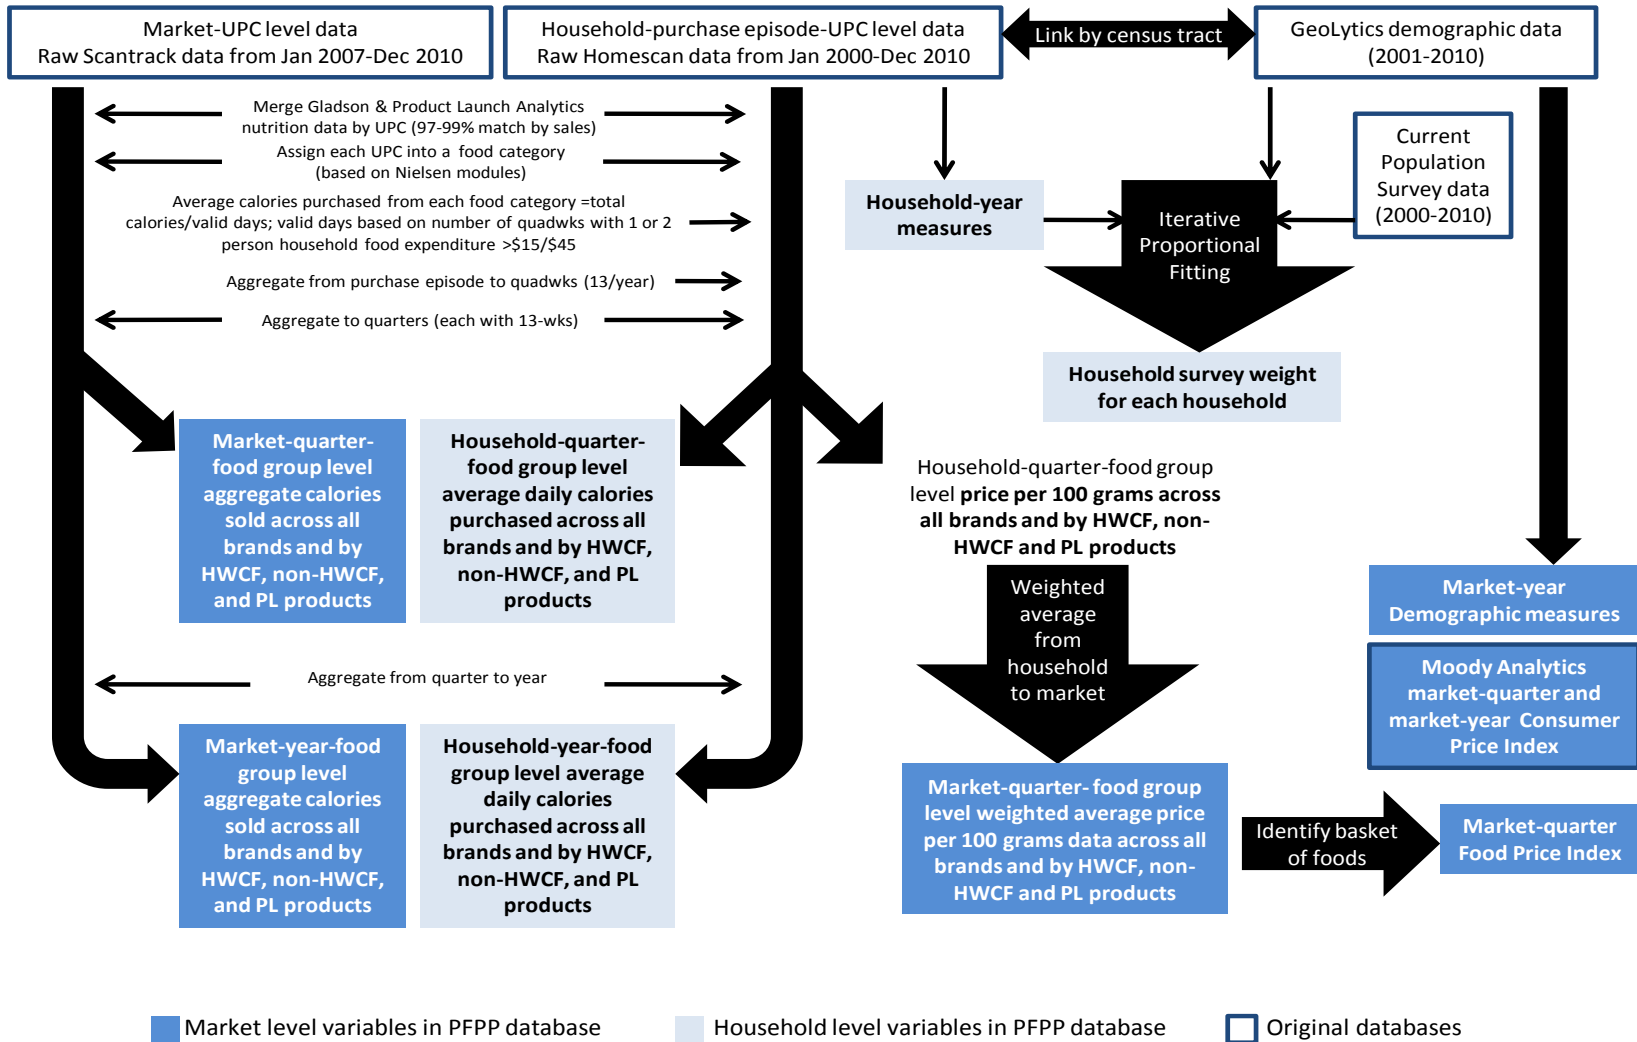 Market-UPC level data
Raw Scantrack data from Jan 2007-Dec 2010
Household-purchase episode-UPC level data
Raw Homescan data from Jan 2000-Dec 2010
Link by census tract
GeoLytics demographic data
(2001-2010)
Merge Gladson & Product Launch Analytics
nutrition data by UPC (97-99% match by sales)
Assign each UPC into a food category
(based on Nielsen modules)
Average calories purchased from each food category =total
calories/valid days; valid days based on number of quadwks with 1 or 2
person household food expenditure >$15/$45
Aggregate from purchase episode to quadwks (13/year)
Aggregate to quarters (each with 13-wks)
Household-year
measures
Iterative
Proportional
Fitting
Current
Population
Survey data
(2000-2010)
Household survey weight
for each household
Market-quarter-
food group level
aggregate calories
sold across all
brands and by
HWCF, non-HWCF,
and PL products
Household-quarter-
food group level
average daily calories
purchased across all
brands and by HWCF,
non-HWCF, and PL
products
Household-quarter-food group
level price per 100 grams across
all brands and by HWCF, non-
HWCF and PL products
Weighted
average
from
household
to market
Market-year
Demographic measures
Moody Analytics
market-quarter and
market-year Consumer
Price Index
Aggregate from quarter to year
Market-year-food
group level
aggregate calories
sold across all
brands and by
HWCF, non-HWCF,
and PL products
Household-year-food
group level average
daily calories
purchased across all
brands and by HWCF,
non-HWCF, and PL
products
Market-quarter- food group
level weighted average price
per 100 grams data across all
brands and by HWCF, non-
HWCF and PL products
Identify basket
of foods
Market-quarter
Food Price Index
Market level variables in PFPP database
Household level variables in PFPP database
Original databases